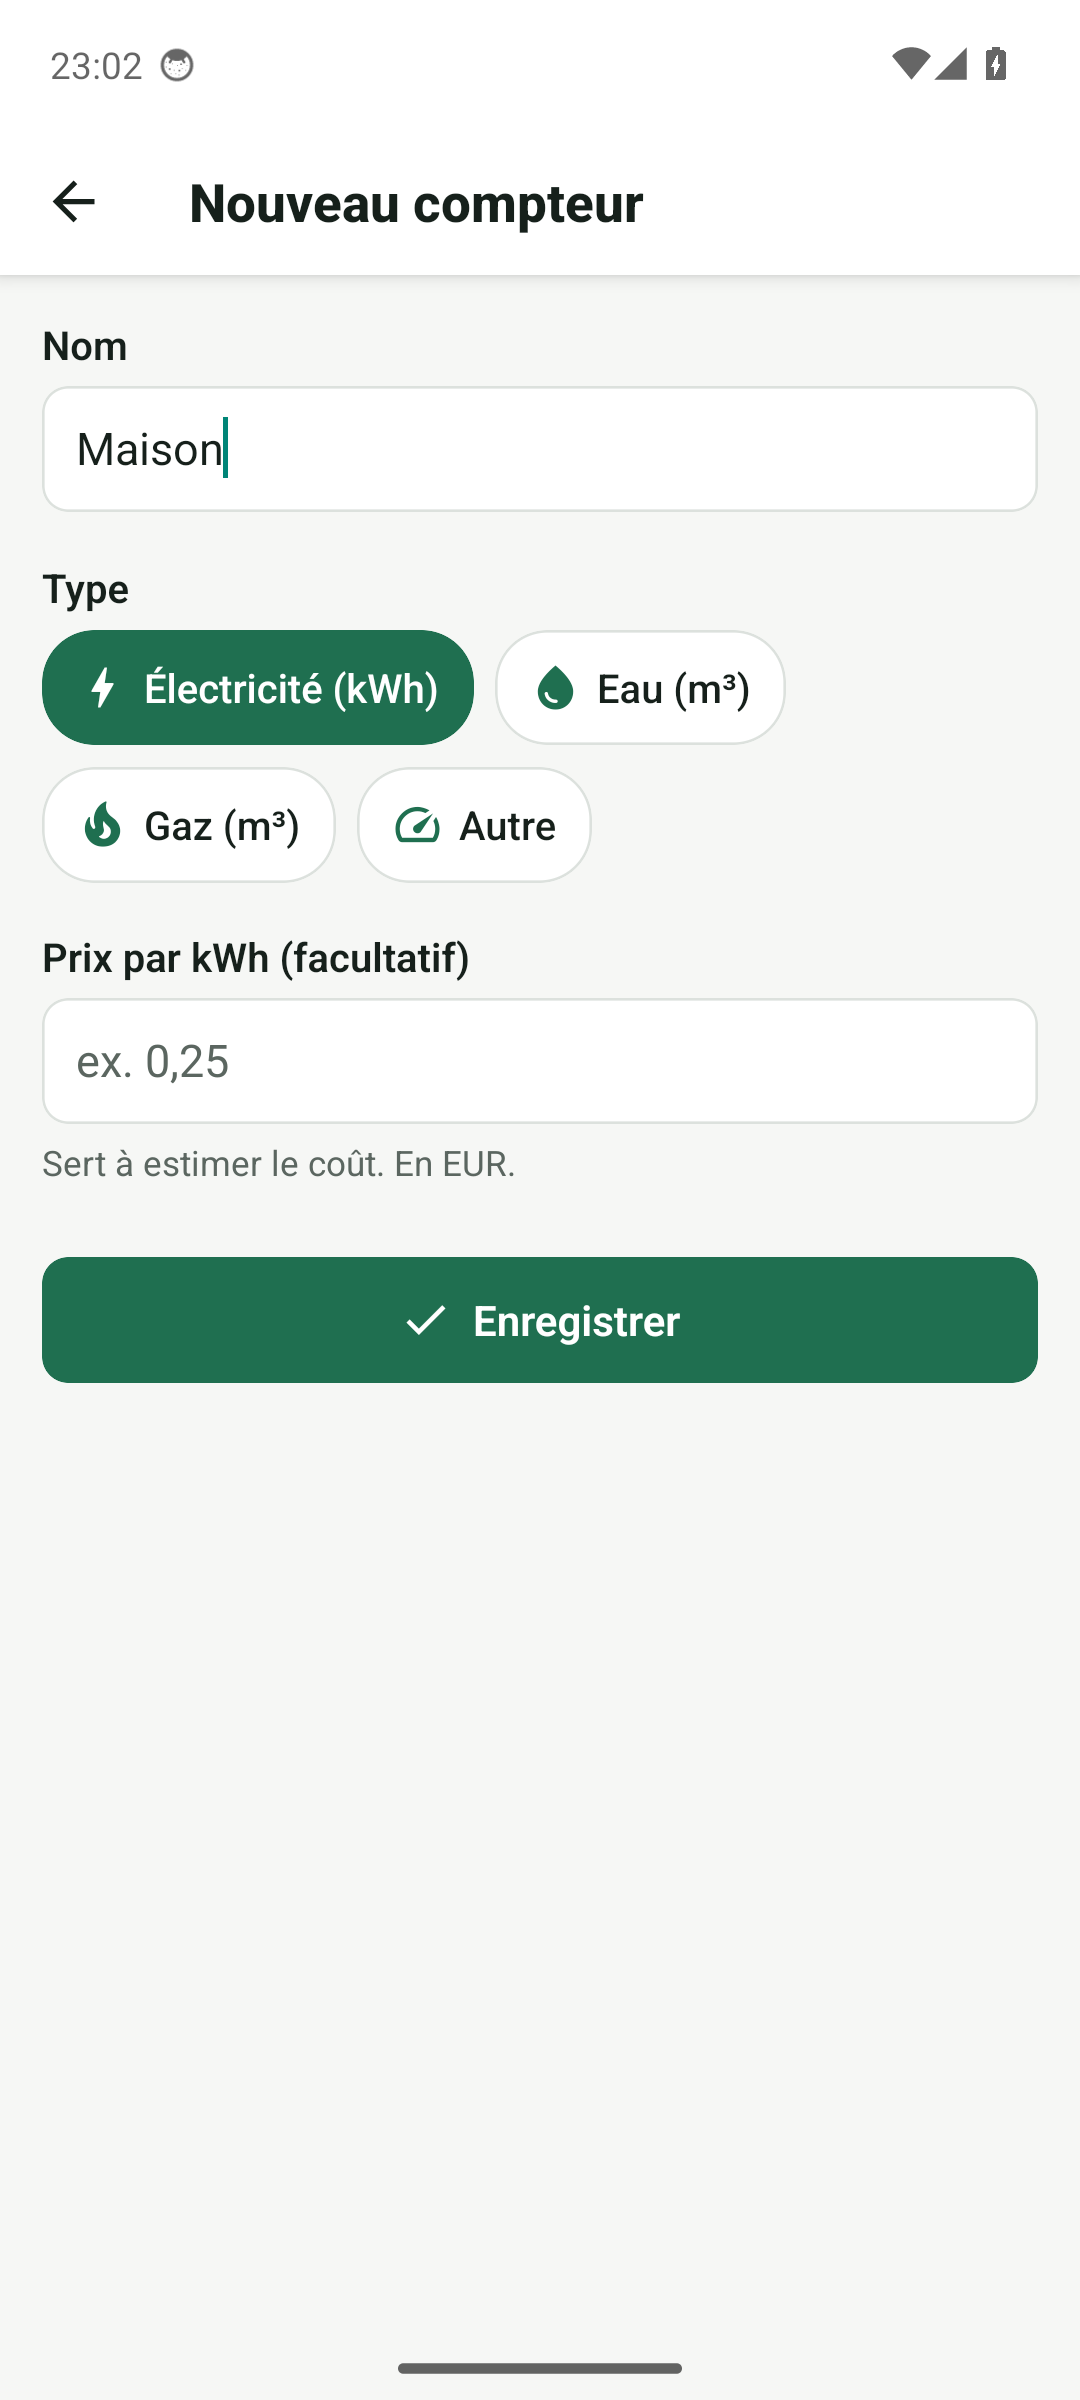 23:02
Nouveau compteur
Nom
Maison
Type
Électricité (kWh)
Eau (m³)
Gaz (m³)
Autre
Prix par kWh (facultatif)
ex. 0,25
Sert à estimer le coût. En EUR.
Enregistrer